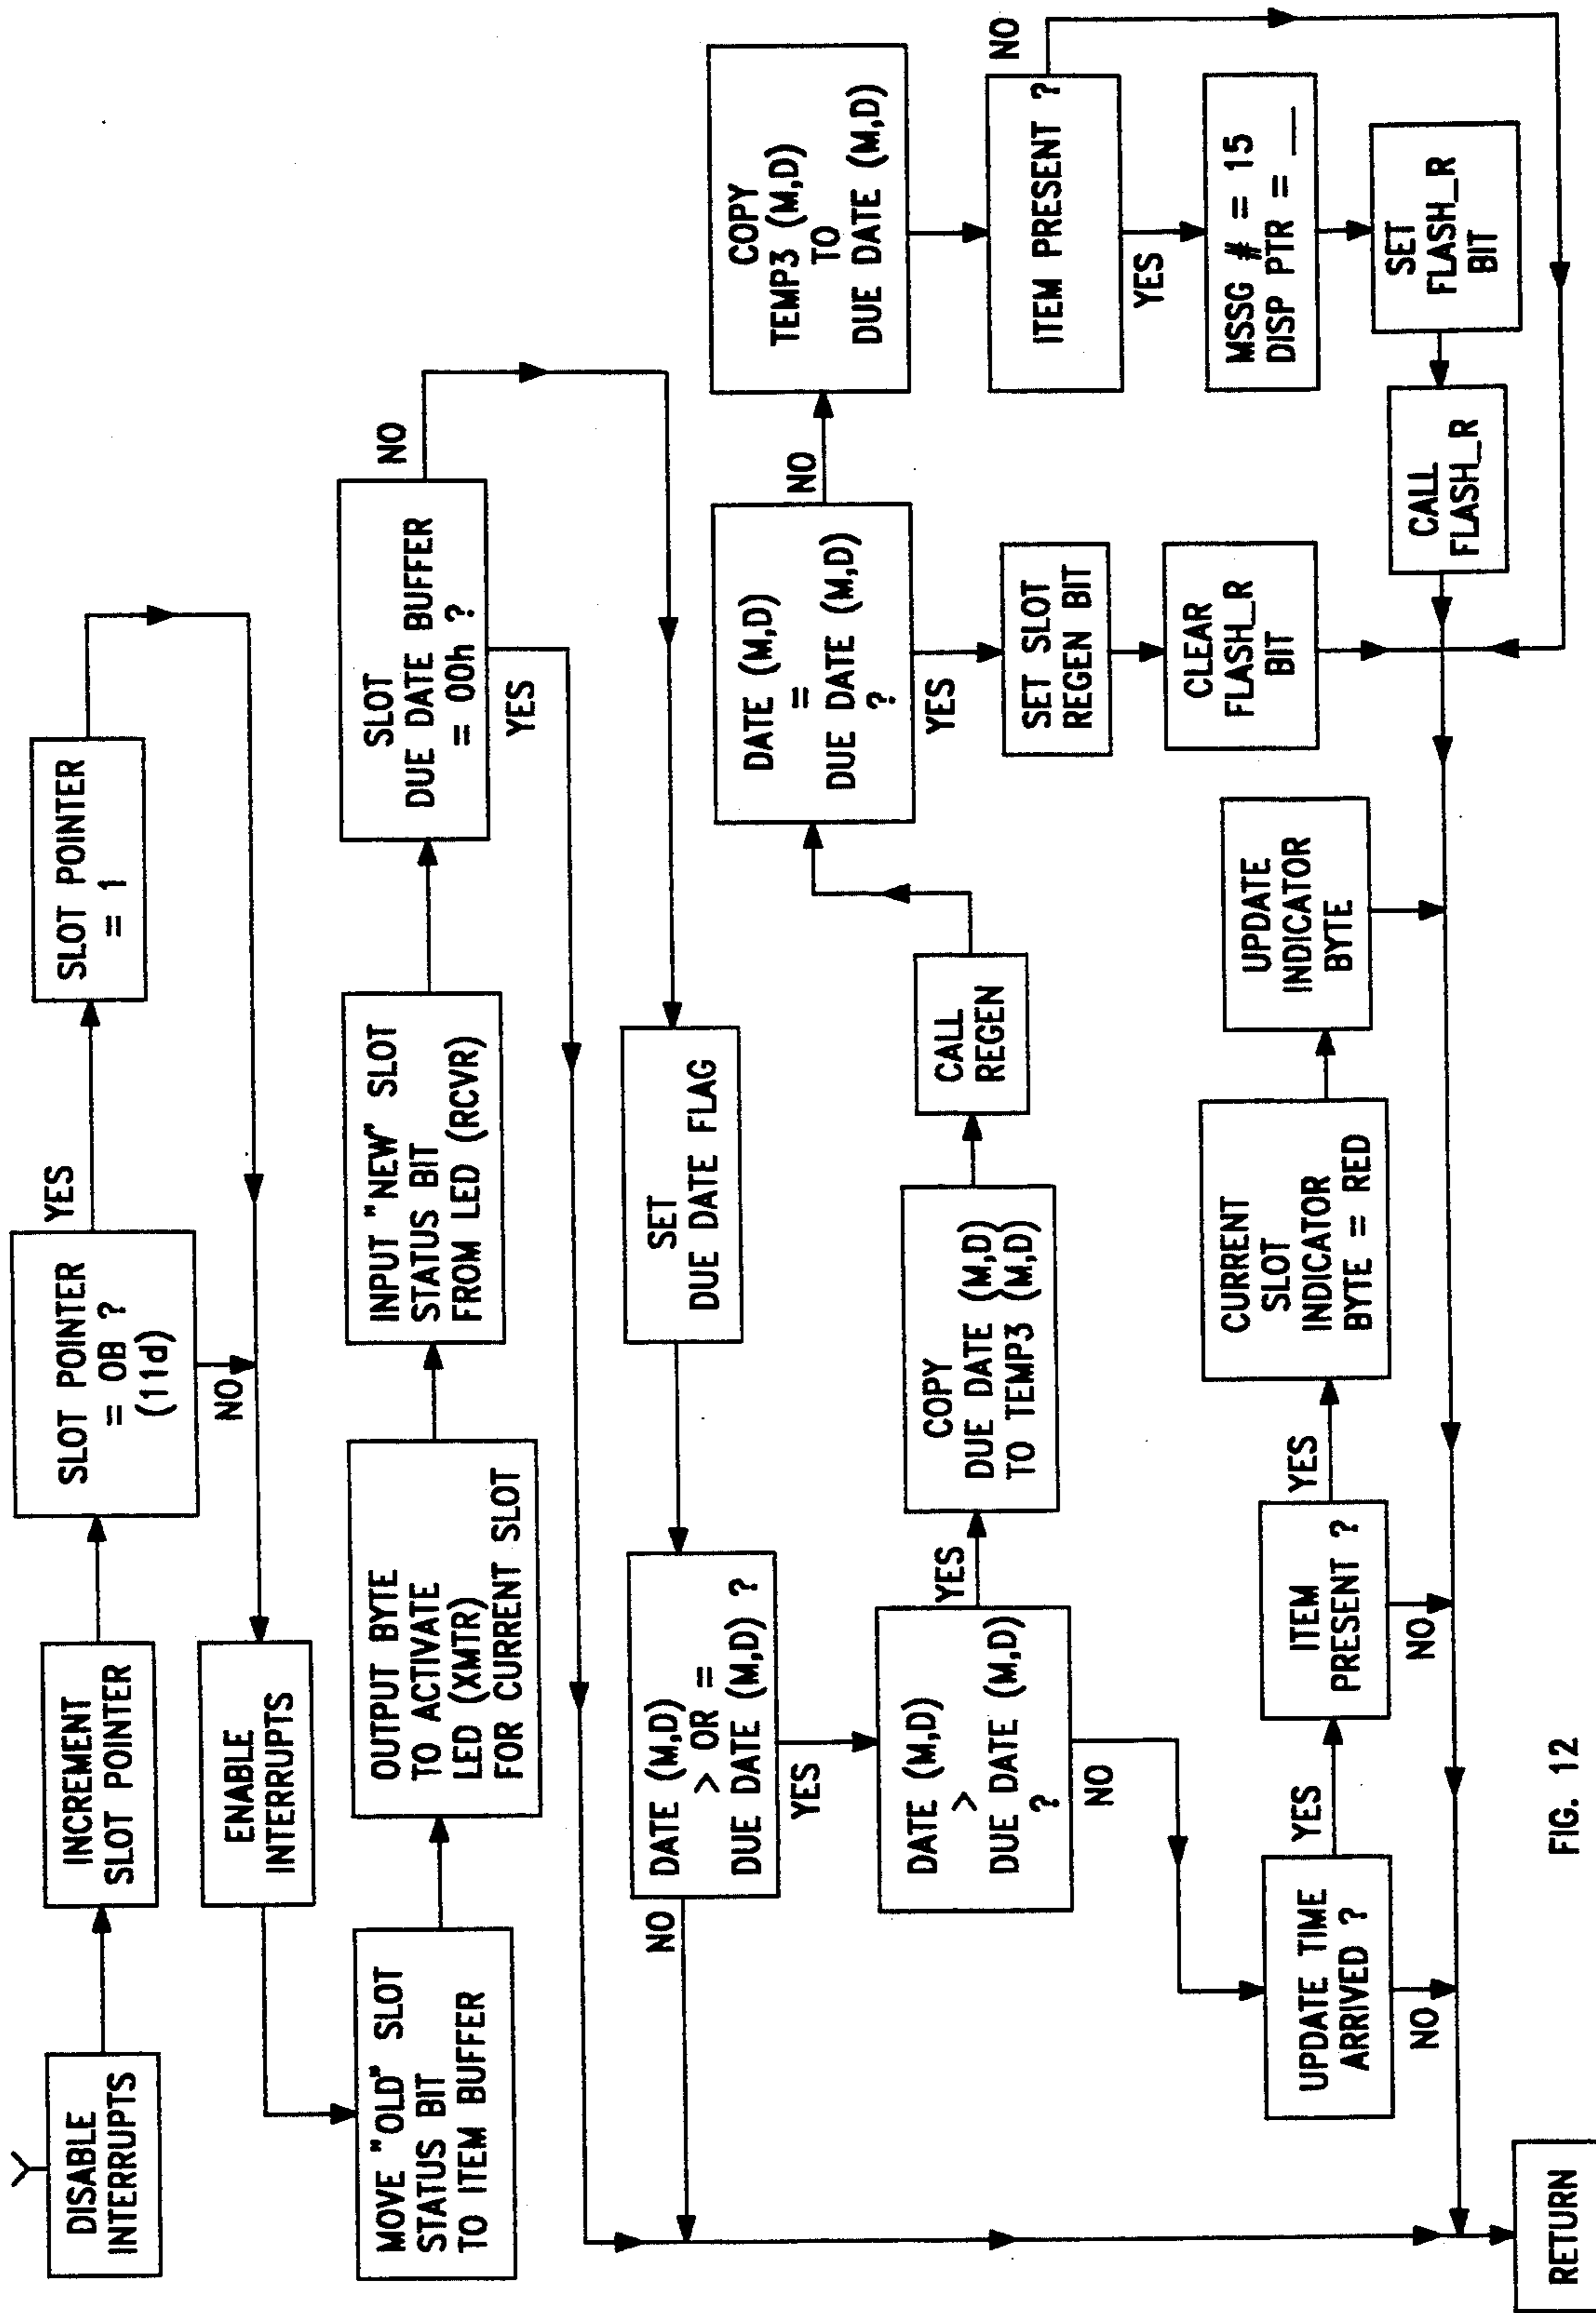 DISABLE
INTERRUPTS
INCREMENT
SLOT POINTER
SLOT POINTER
= OB ?
(11d)
YES
NO
SLOT POINTER
= 1
ENABLE
INTERRUPTS
MOVE "OLD" SLOT
STATUS BIT
TO ITEM BUFFER
OUTPUT BYTE
TO ACTIVATE
LED (XMTR)
FOR CURRENT SLOT
INPUT "NEW" SLOT
STATUS BIT
FROM LED (RCVR)
SLOT
DUE DATE BUFFER
= 00h ?
NO
YES
SET
DUE DATE FLAG
DATE (M,D)
> OR =
DUE DATE (M,D) ?
NO
YES
DATE (M,D)
>
DUE DATE (M,D)
?
YES
NO
COPY
DUE DATE (M,D)
TO TEMP3 (M,D)
CALL
REGEN
DATE (M,D)
=
DUE DATE (M,D)
?
NO
YES
COPY
TEMP3 (M,D)
TO
DUE DATE (M,D)
ITEM PRESENT ?
NO
YES
MSSG # = 15
DISP PTR = __
SET
FLASH_R
BIT
CALL
FLASH_R
SET SLOT
REGEN BIT
CLEAR
FLASH_R
BIT
UPDATE TIME
ARRIVED ?
YES
NO
ITEM
PRESENT ?
YES
NO
CURRENT
SLOT
INDICATOR
BYTE = RED
UPDATE
INDICATOR
BYTE
RETURN
FIG. 12